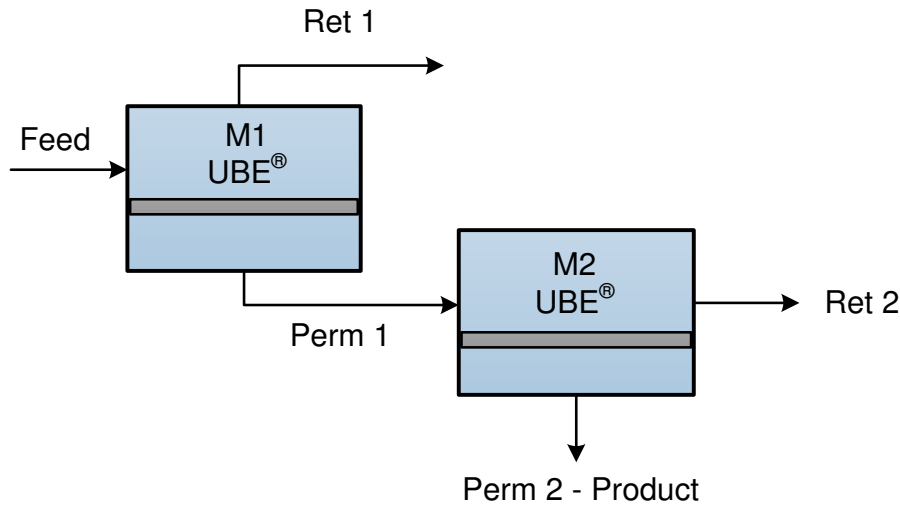 Ret 1
Feed
M1
UBE®
Perm 1
M2
UBE®
Ret 2
Perm 2 - Product